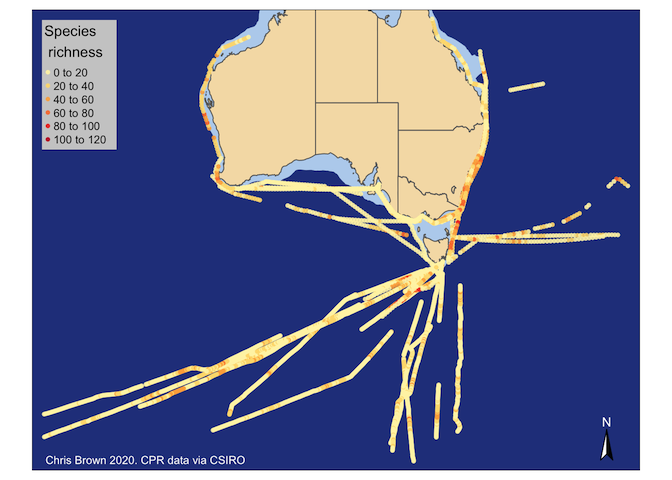 Species
richness
0 to 20
20 to 40
40 to 60
60 to 80
80 to 100
100 to 120
N
Chris Brown 2020. CPR data via CSIRO